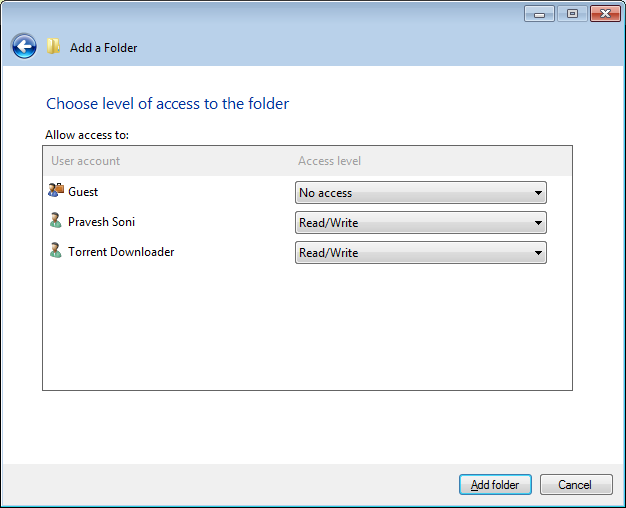 Add a Folder
Choose level of access to the folder
Allow access to:
User account Access level
Guest No access
Pravesh Soni Read/Write
Torrent Downloader Read/Write
Add folder Cancel